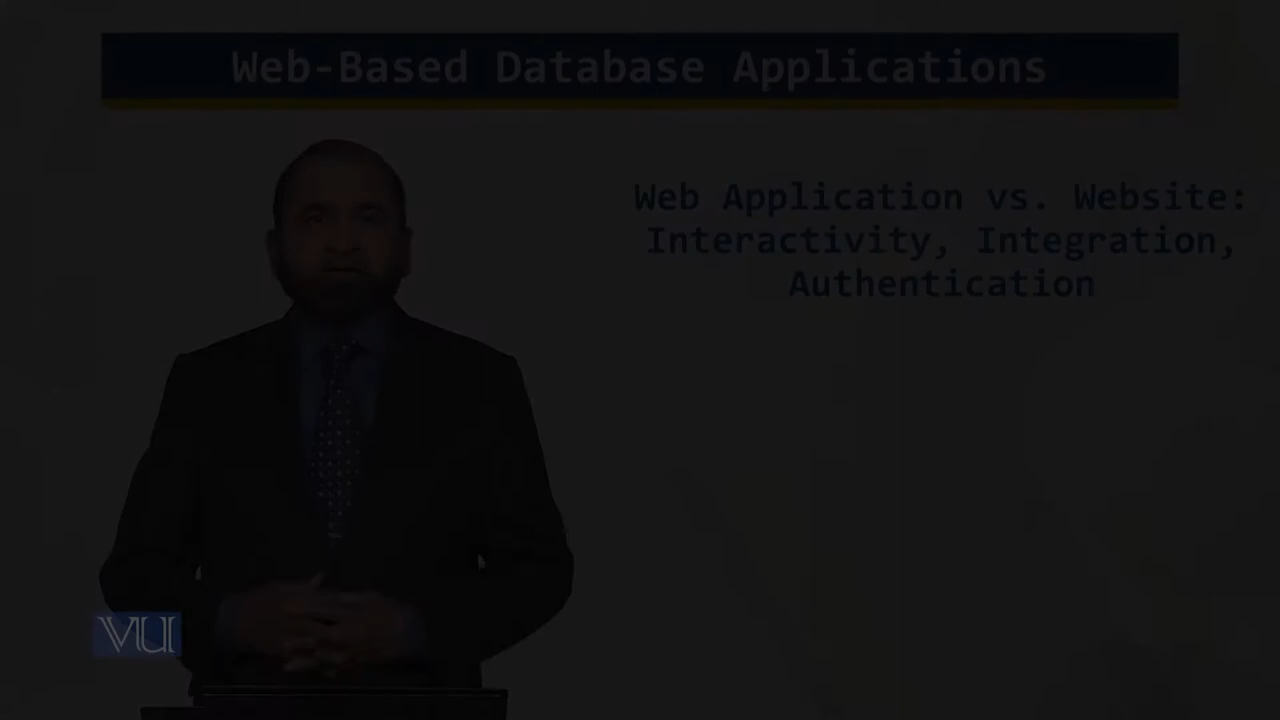 Web-Based Database Applications
Web Application vs. Website:
Interactivity, Integration,
Authentication
VU